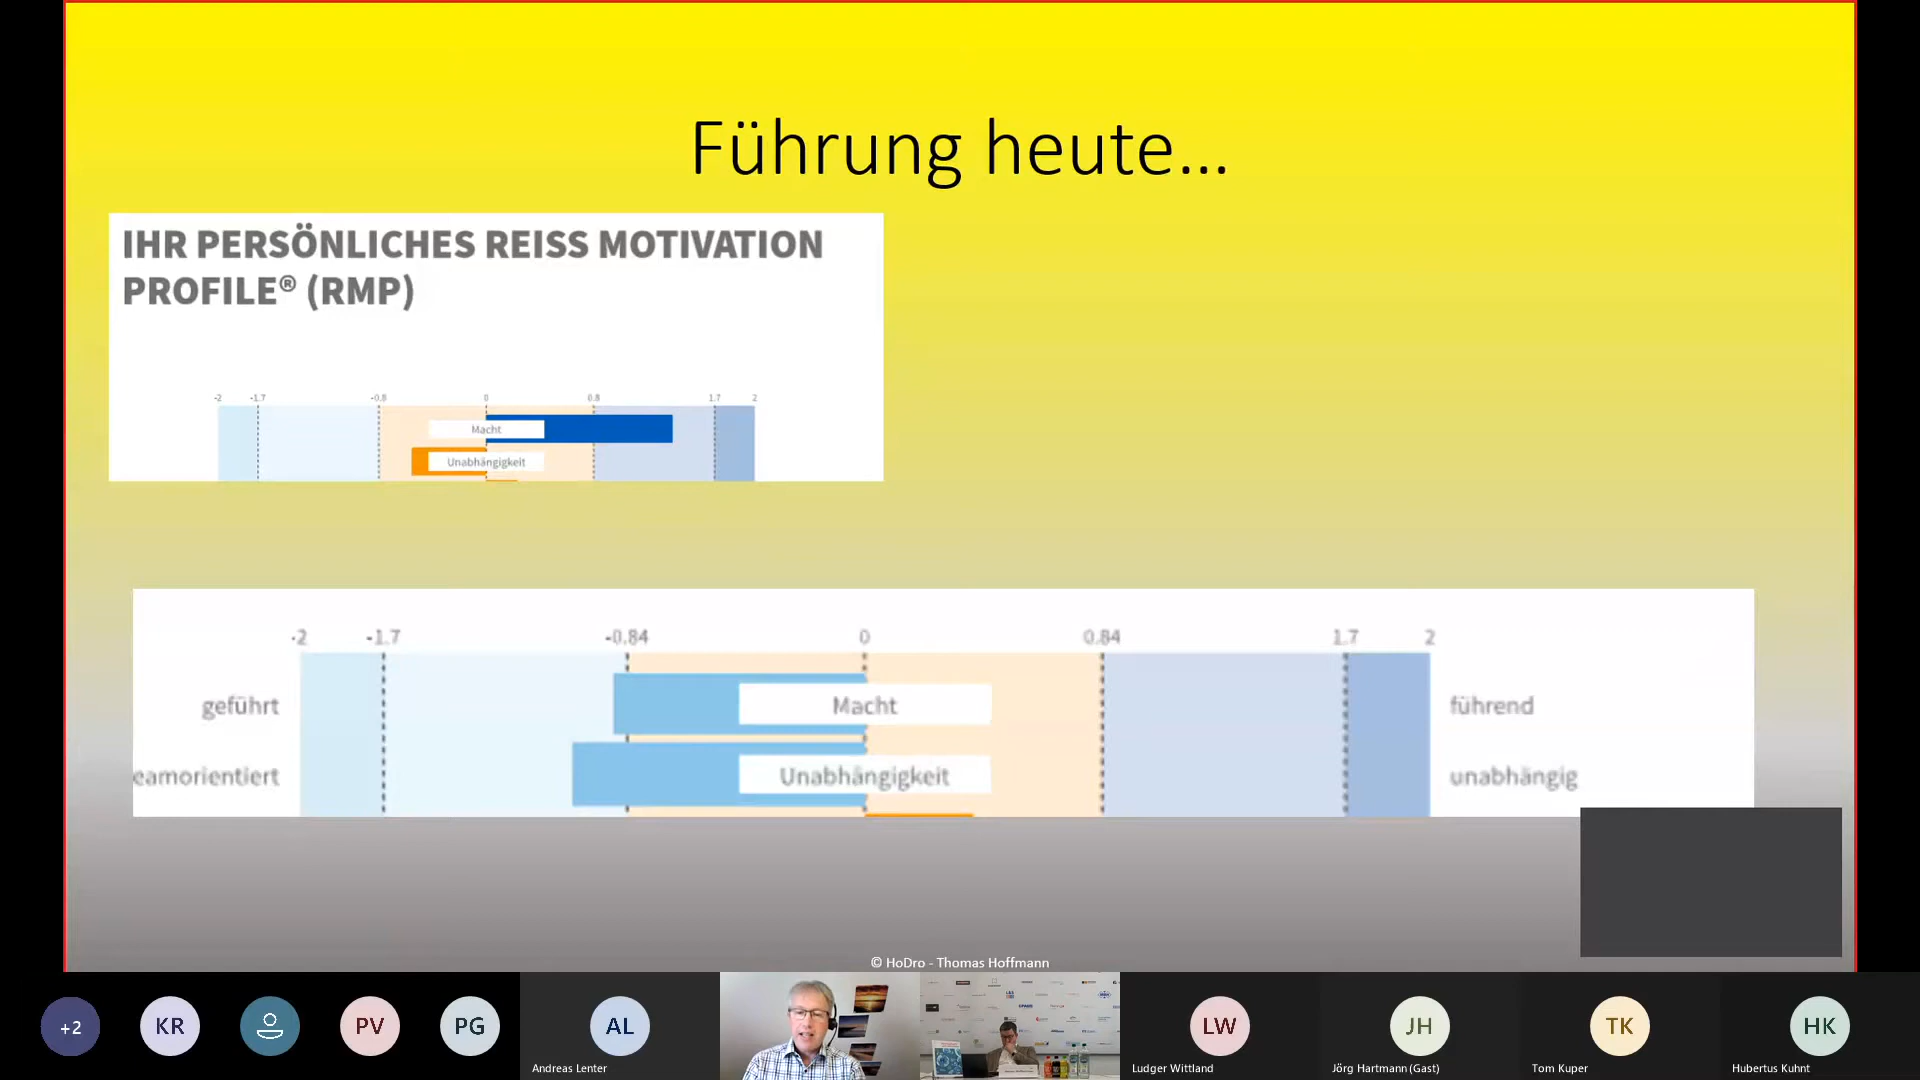 Führung heute...
IHR PERSÖNLICHES REISS MOTIVATION
PROFILE® (RMP)
-2 -1.7 -0.8 0 0.8 1.7 2
Macht
Unabhängigkeit
-2 -1.7 -0.84 0 0.84 1.7 2
geführt Macht führend
eamorientiert Unabhängigkeit unabhängig
© HoDro - Thomas Hoffmann
+2 KR PV PG AL LW JH TK HK
Andreas Lenter Ludger Wittland Jörg Hartmann (Gast) Tom Kuper Hubertus Kuhnt